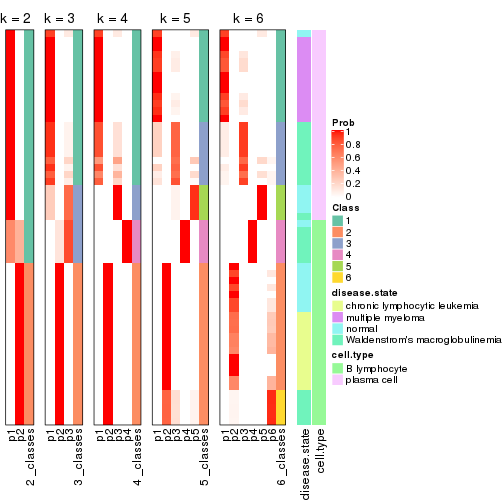 k = 2 k = 3 k = 4 k = 5 k = 6
Prob
1
0.8
0.6
0.4
0.2
0
Class
1
2
3
4
5
6
disease.state
chronic lymphocytic leukemia
multiple myeloma
normal
Waldenstrom's macroglobulinemia
cell.type
B lymphocyte
plasma cell
p1 p2 2_classes p1 p2 p3 3_classes p1 p2 p3 p4 4_classes p1 p2 p3 p4 p5 5_classes p1 p2 p3 p4 p5 p6 6_classes disease.state cell.type